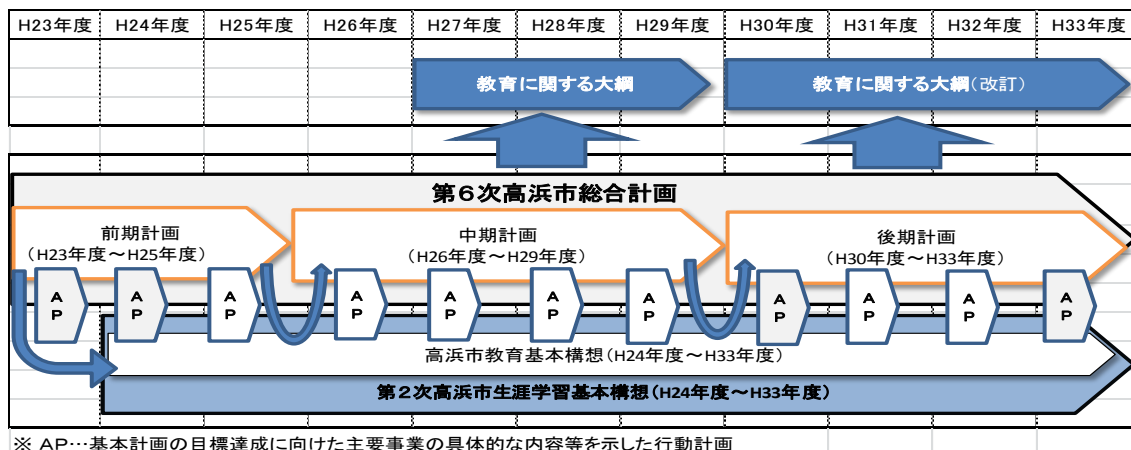 H23年度 H24年度 H25年度 H26年度 H27年度 H28年度 H29年度 H30年度 H31年度 H32年度 H33年度
教育に関する大綱 教育に関する大綱(改訂)
第6次高浜市総合計画
前期計画 中期計画 後期計画
(H23年度～H25年度) (H26年度～H29年度) (H30年度～H33年度)
AP AP AP AP AP AP AP AP AP AP AP
高浜市教育基本構想(H24年度～H33年度)
第2次高浜市生涯学習基本構想(H24年度～H33年度)
※ AP…基本計画の目標達成に向けた主要事業の具体的な内容等を示した行動計画